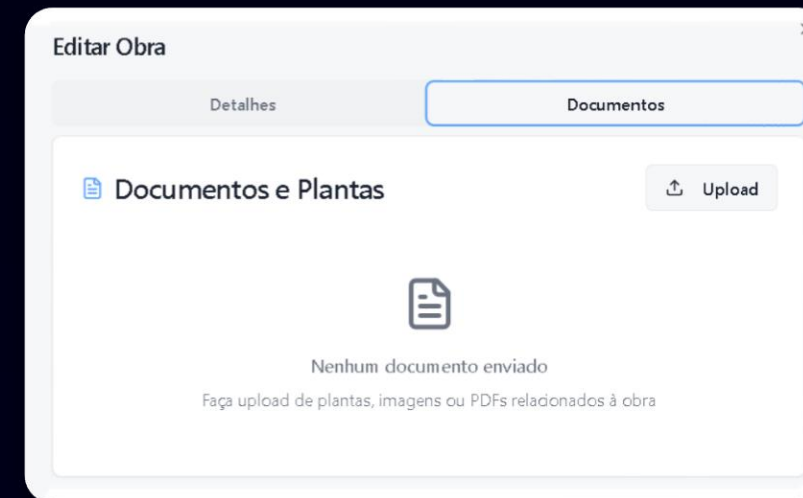 Editar Obra
Detalhes
Documentos
Documentos e Plantas
Upload
Nenhum documento enviado
Faça upload de plantas, imagens ou PDFs relacionados à obra